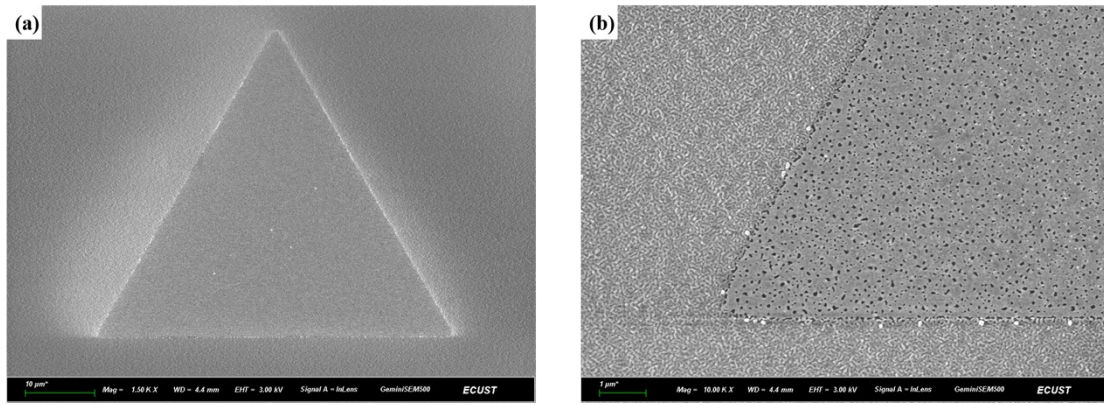 (a)
(b)
10 µm*
Mag = 1.50 K X WD = 4.4 mm EHT = 3.00 kV Signal A = InLens GeminiSEM500 ECUST
1 µm*
Mag = 10.00 K X WD = 4.4 mm EHT = 3.00 kV Signal A = InLens GeminiSEM500 ECUST